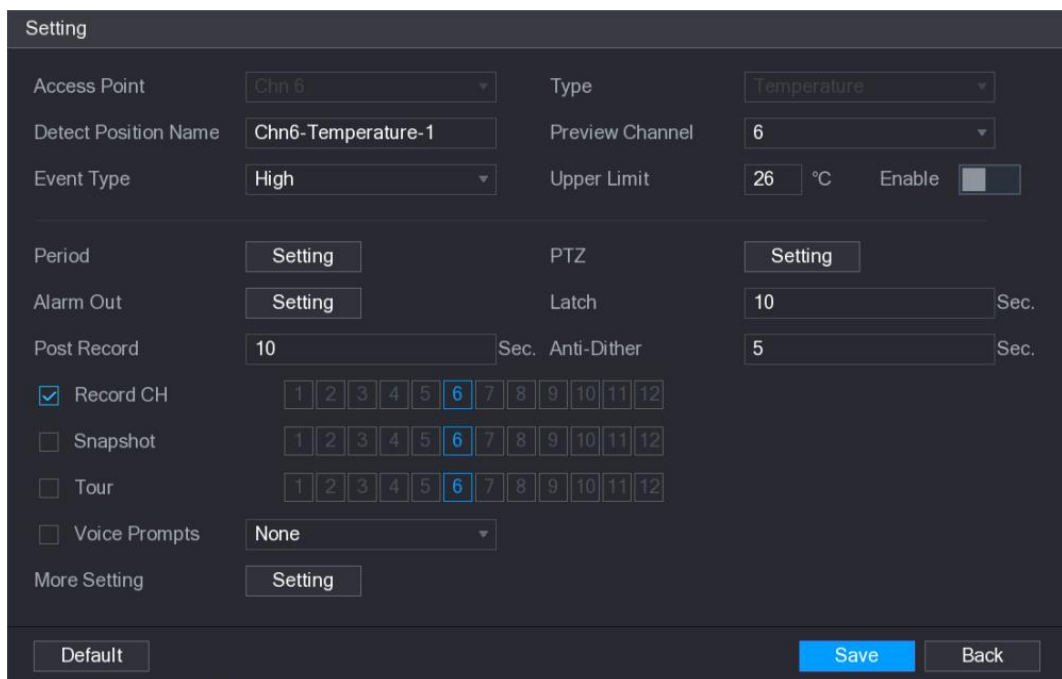 Setting
Access Point Chn 6 Type Temperature
Detect Position Name Chn6-Temperature-1 Preview Channel 6
Event Type High Upper Limit 26 °C Enable
Period Setting PTZ Setting
Alarm Out Setting Latch 10 Sec.
Post Record 10 Sec. Anti-Dither 5 Sec.
Record CH 1 2 3 4 5 6 7 8 9 10 11 12
Snapshot 1 2 3 4 5 6 7 8 9 10 11 12
Tour 1 2 3 4 5 6 7 8 9 10 11 12
Voice Prompts None
More Setting Setting
Default Save Back